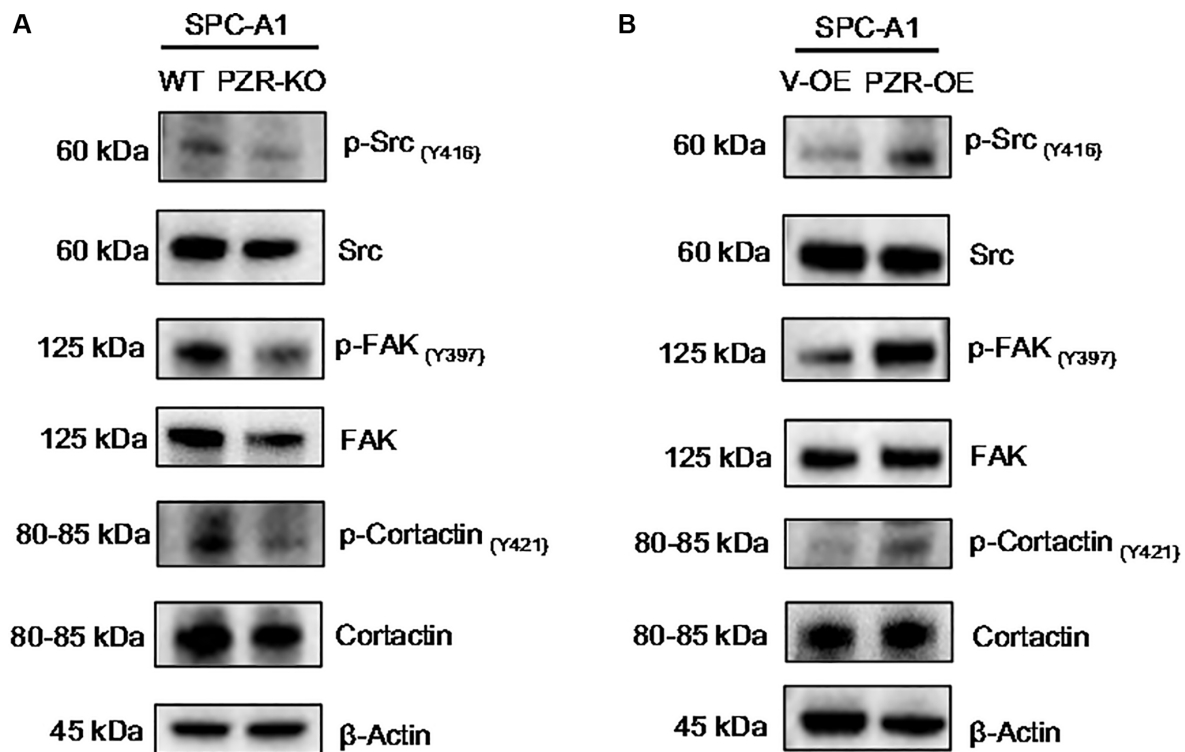 A
SPC-A1
WT PZR-KO
60 kDa p-Src {Y416}
60 kDa Src
125 kDa p-FAK {Y397}
125 kDa FAK
80-85 kDa p-Cortactin {Y421}
80-85 kDa Cortactin
45 kDa β-Actin
B
SPC-A1
V-OE PZR-OE
60 kDa p-Src {Y416}
60 kDa Src
125 kDa p-FAK {Y397}
125 kDa FAK
80-85 kDa p-Cortactin {Y421}
80-85 kDa Cortactin
45 kDa β-Actin